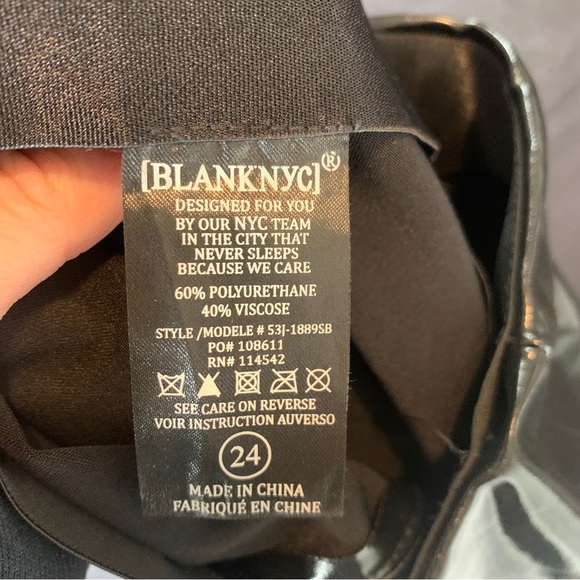 [BLANKNYC]®
DESIGNED FOR YOU
BY OUR NYC TEAM
IN THE CITY THAT
NEVER SLEEPS
BECAUSE WE CARE
60% POLYURETHANE
40% VISCOSE
STYLE /MODELE # 53J-1889SB
PO# 108611
RN# 114542
SEE CARE ON REVERSE
VOIR INSTRUCTION AUVERSO
24
MADE IN CHINA
FABRIQUÉ EN CHINE